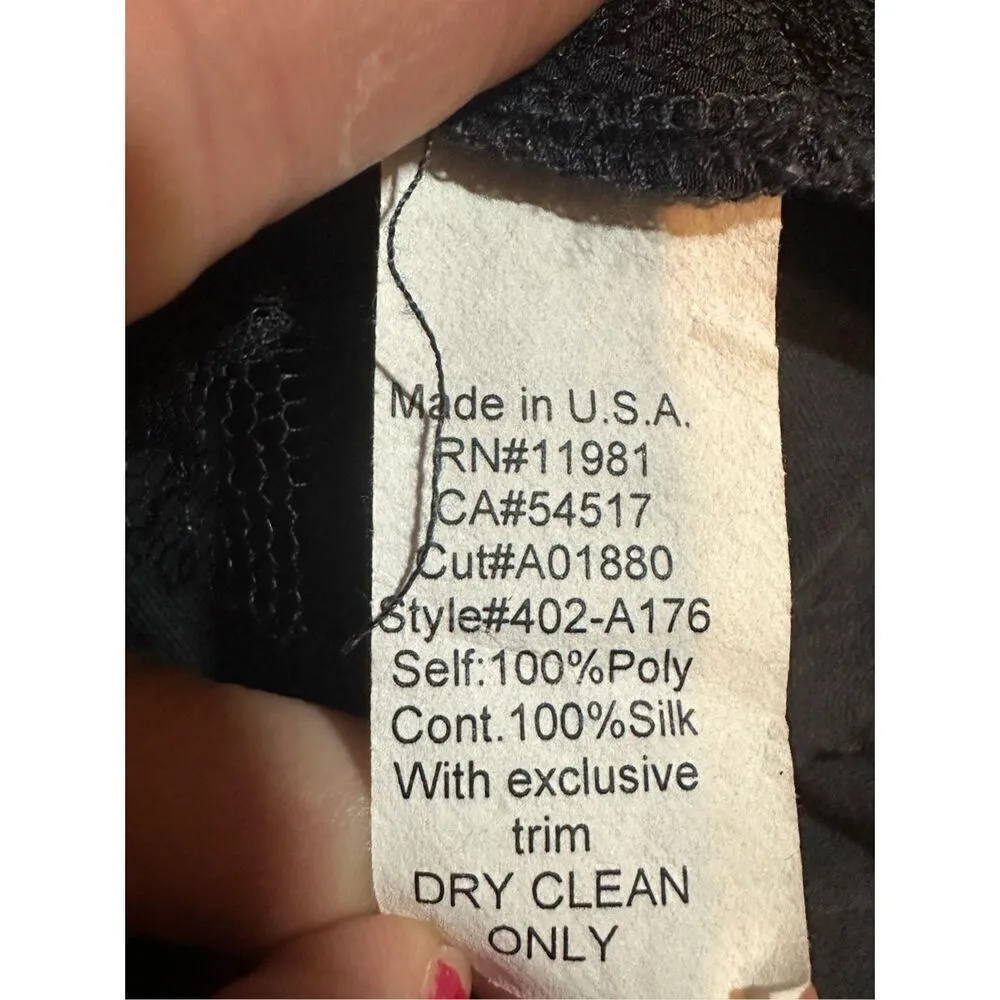 Made in U.S.A.
RN#11981
CA#54517
Cut#A01880
Style#402-A176
Self:100%Poly
Cont.100%Silk
With exclusive
trim
DRY CLEAN
ONLY